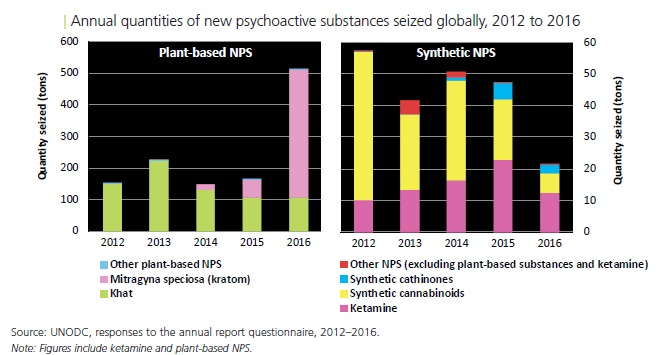 Annual quantities of new psychoactive substances seized globally, 2012 to 2016
Plant-based NPS
Quantity seized (tons)
600
500
400
300
200
100
0
2012 2013 2014 2015 2016
Other plant-based NPS
Mitragyna speciosa (kratom)
Khat
Synthetic NPS
60
50
40
30
20
10
0
Quantity seized (tons)
2012 2013 2014 2015 2016
Other NPS (excluding plant-based substances and ketamine)
Synthetic cathinones
Synthetic cannabinoids
Ketamine
Source: UNODC, responses to the annual report questionnaire, 2012–2016.
Note: Figures include ketamine and plant-based NPS.